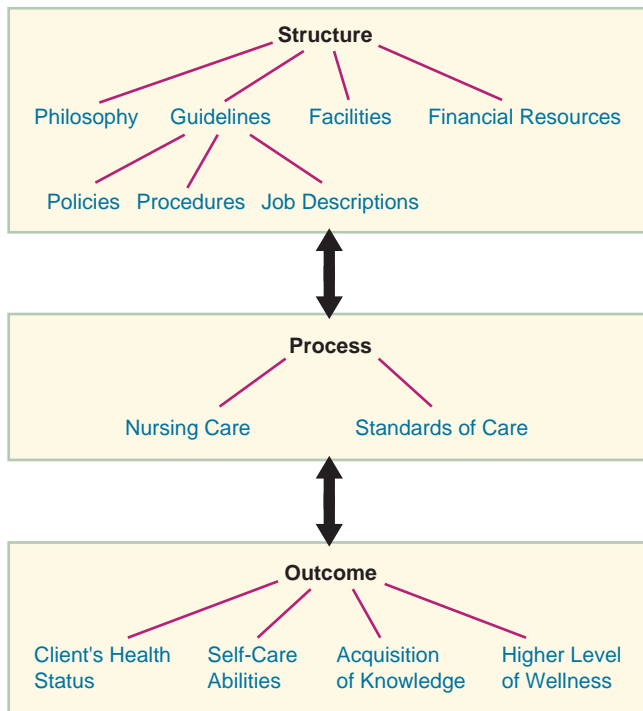 Structure
Philosophy Guidelines Facilities Financial Resources
Policies Procedures Job Descriptions
Process
Nursing Care Standards of Care
Outcome
Client's Health Self-Care Acquisition Higher Level
Status Abilities of Knowledge of Wellness